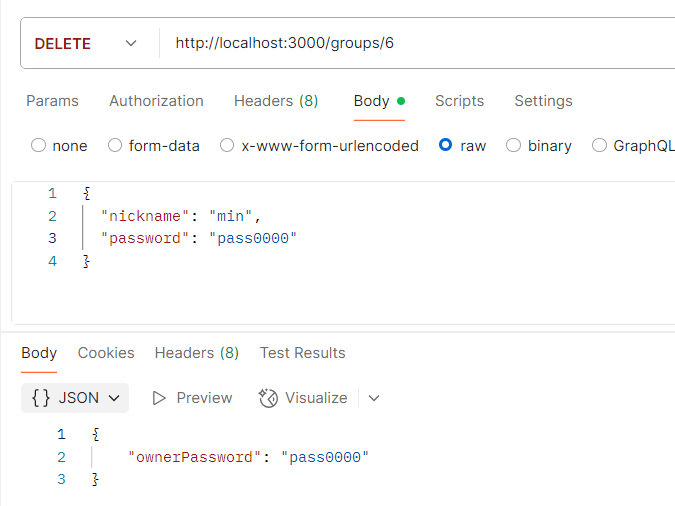 DELETE http://localhost:3000/groups/6
Params Authorization Headers (8) Body Scripts Settings
none form-data x-www-form-urlencoded raw binary GraphQL
1 {
2 "nickname": "min",
3 "password": "pass0000"
4 }
Body Cookies Headers (8) Test Results
{} JSON Preview Visualize
1 {
2 "ownerPassword": "pass0000"
3 }